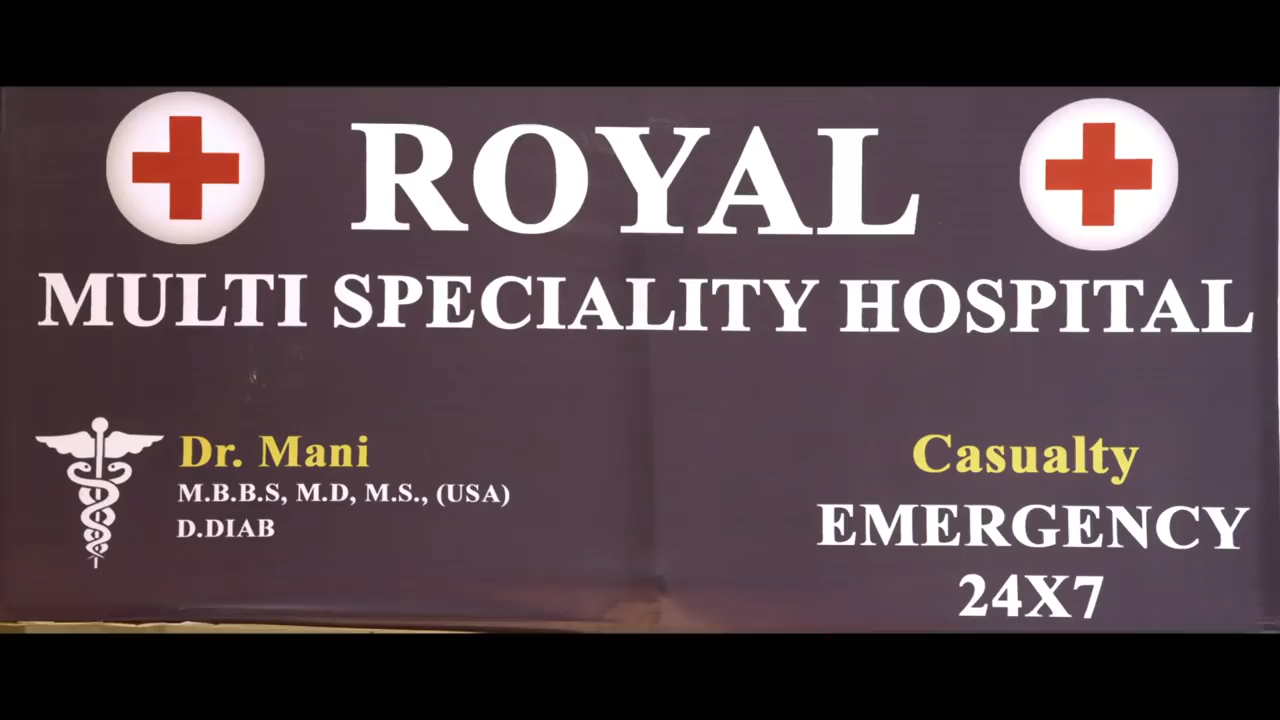 ROYAL
MULTI SPECIALITY HOSPITAL
Dr. Mani
M.B.B.S, M.D, M.S., (USA)
D.DIAB
Casualty
EMERGENCY
24X7